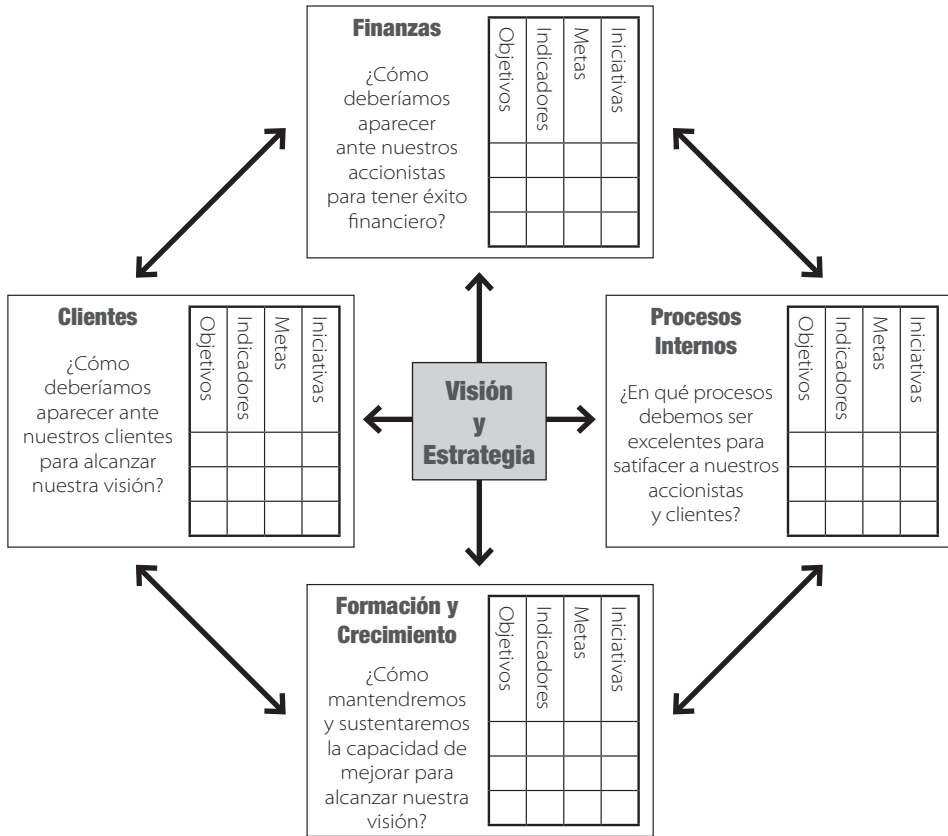 Finanzas
¿Cómo
deberíamos
aparecer
ante nuestros
accionistas
para tener éxito
financiero?
Objetivos
Indicadores
Metas
Iniciativas
Clientes
¿Cómo
deberíamos
aparecer ante
nuestros clientes
para alcanzar
nuestra visión?
Objetivos
Indicadores
Metas
Iniciativas
Visión
y
Estrategia
Procesos
Internos
¿En qué procesos
debemos ser
excelentes para
satifacer a nuestros
accionistas
y clientes?
Objetivos
Indicadores
Metas
Iniciativas
Formación y
Crecimiento
¿Cómo
mantendremos
y sustentaremos
la capacidad de
mejorar para
alcanzar nuestra
visión?
Objetivos
Indicadores
Metas
Iniciativas